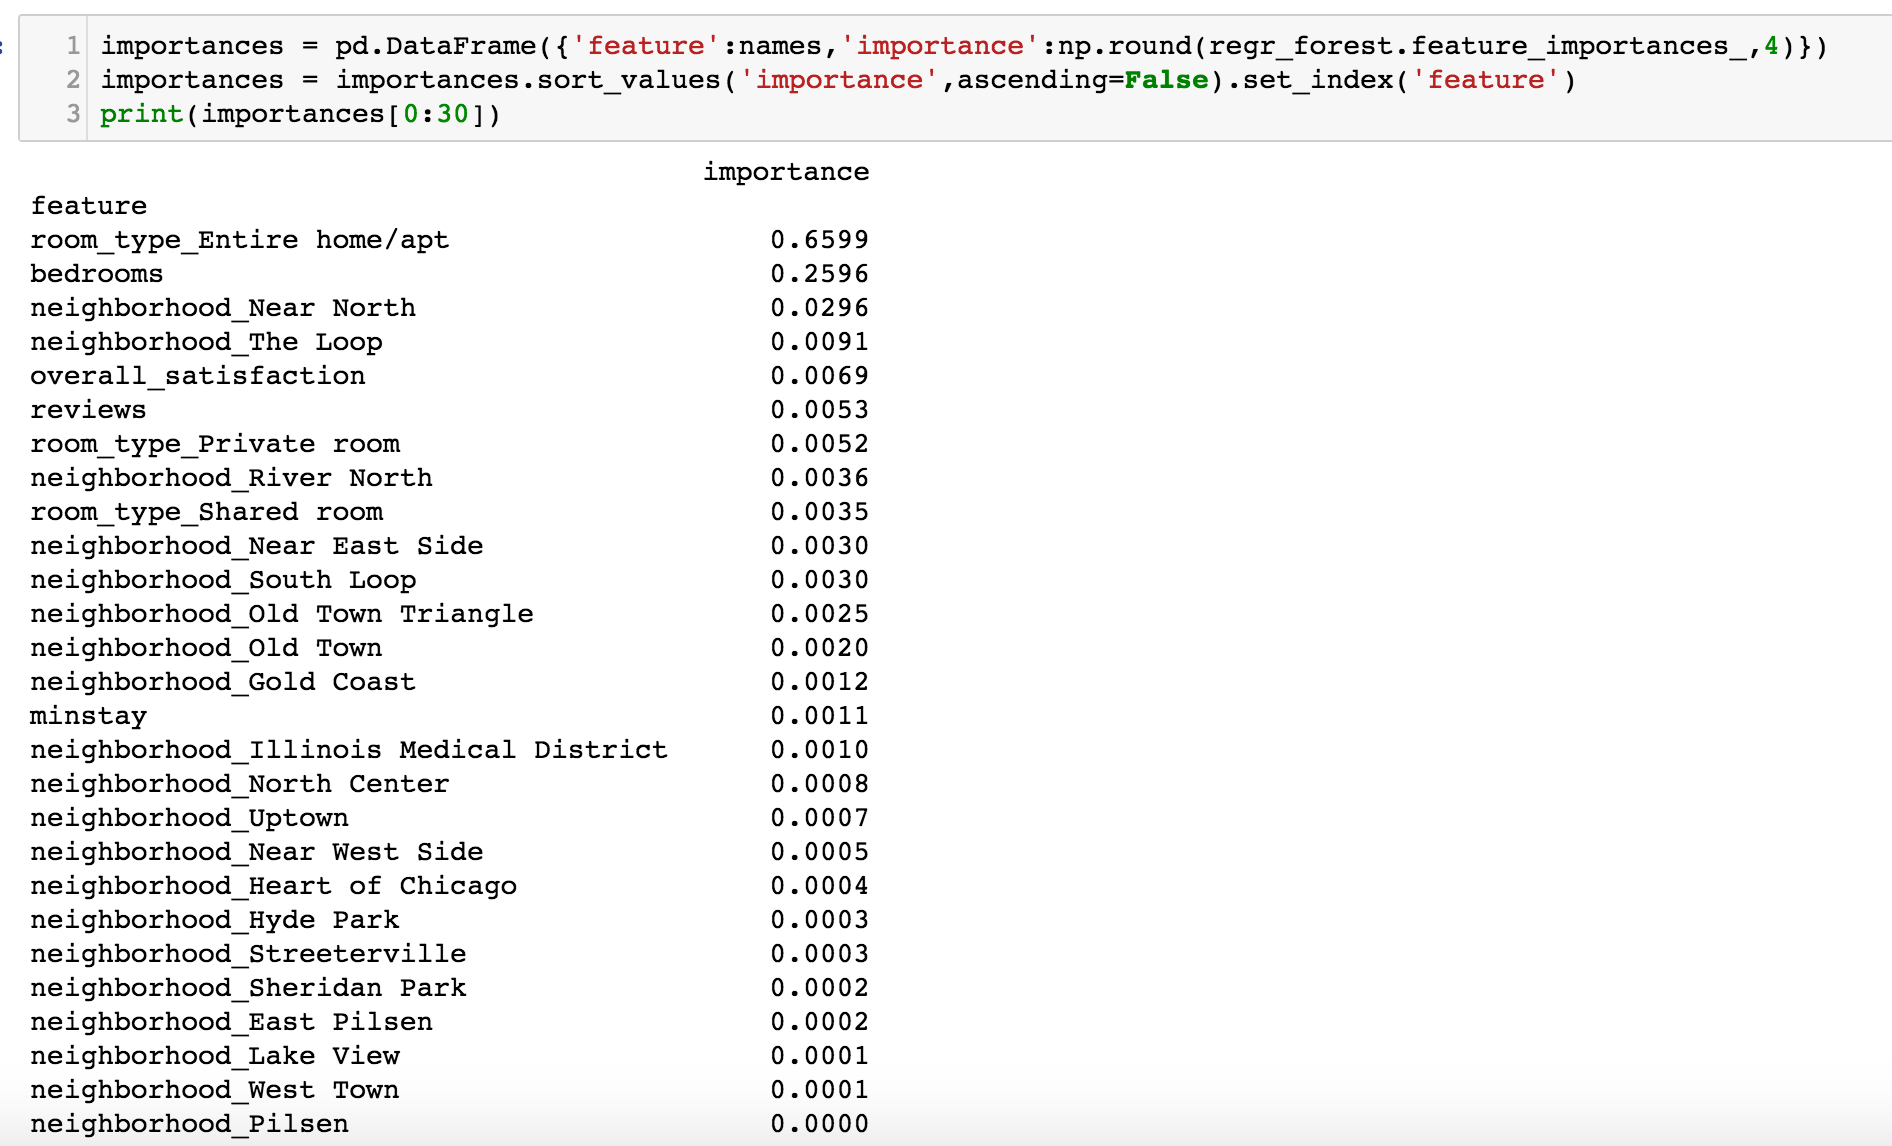 1 importances = pd.DataFrame({'feature':names,'importance':np.round(regr_forest.feature_importances_,4)})
2 importances = importances.sort_values('importance',ascending=False).set_index('feature')
3 print(importances[0:30])
importance
feature
room_type_Entire home/apt 0.6599
bedrooms 0.2596
neighborhood_Near North 0.0296
neighborhood_The Loop 0.0091
overall_satisfaction 0.0069
reviews 0.0053
room_type_Private room 0.0052
neighborhood_River North 0.0036
room_type_Shared room 0.0035
neighborhood_Near East Side 0.0030
neighborhood_South Loop 0.0030
neighborhood_Old Town Triangle 0.0025
neighborhood_Old Town 0.0020
neighborhood_Gold Coast 0.0012
minstay 0.0011
neighborhood_Illinois Medical District 0.0010
neighborhood_North Center 0.0008
neighborhood_Uptown 0.0007
neighborhood_Near West Side 0.0005
neighborhood_Heart of Chicago 0.0004
neighborhood_Hyde Park 0.0003
neighborhood_Streeterville 0.0003
neighborhood_Sheridan Park 0.0002
neighborhood_East Pilsen 0.0002
neighborhood_Lake View 0.0001
neighborhood_West Town 0.0001
neighborhood_Pilsen 0.0000